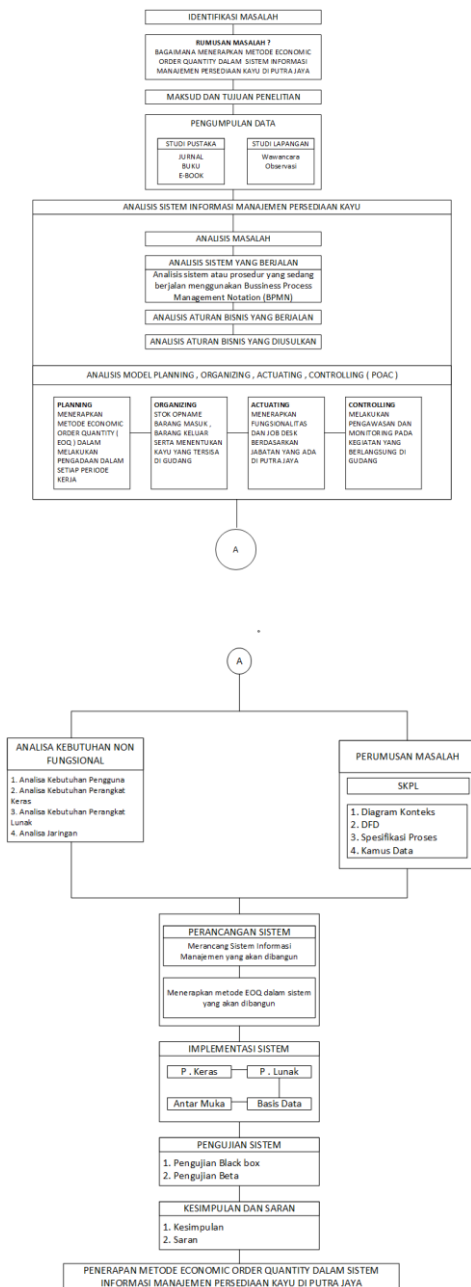 IDENTIFIKASI MASALAH
RUMUSAN MASALAH ?
BAGAIMANA MENERAPKAN METODE ECONOMIC
ORDER QUANTITY DALAM SISTEM INFORMASI
MANAJEMEN PERSEDIAAN KAYU DI PUTRA JAYA
MAKSUD DAN TUJUAN PENELITIAN
PENGUMPULAN DATA
STUDI PUSTAKA
JURNAL
BUKU
E-BOOK
STUDI LAPANGAN
Wawancara
Observasi
ANALISIS SISTEM INFORMASI MANAJEMEN PERSEDIAAN KAYU
ANALISIS MASALAH
ANALISIS SISTEM YANG BERJALAN
Analisis sistem atau prosedur yang sedang
berjalan menggunakan Bussiness Process
Management Notation (BPMN)
ANALISIS ATURAN BISNIS YANG BERJALAN
ANALISIS ATURAN BISNIS YANG DIUSULKAN
ANALISIS MODEL PLANNING , ORGANIZING , ACTUATING , CONTROLLING ( POAC )
PLANNING
MENERAPKAN
METODE ECONOMIC
ORDER QUANTITY (
EOQ ) DALAM
MELAKUKAN
PENGADAAN DALAM
SETIAP PERIODE
KERJA
ORGANIZING
STOK OPNAME
BARANG MASUK ,
BARANG KELUAR
SERTA MENENTUKAN
KAYU YANG TERSISA
DI GUDANG
ACTUATING
MENERAPKAN
FUNGSIONALITAS
DAN JOB DESK
BERDASARKAN
JABATAN YANG ADA
DI PUTRA JAYA
CONTROLLING
MELAKUKAN
PENGAWASAN DAN
MONITORING PADA
KEGIATAN YANG
BERLANGSUNG DI
GUDANG
A
A
ANALISA KEBUTUHAN NON
FUNGSIONAL
1. Analisa Kebutuhan Pengguna
2. Analisa Kebutuhan Perangkat
Keras
3. Analisa Kebutuhan Perangkat
Lunak
4. Analisa Jaringan
PERUMUSAN MASALAH
SKPL
1. Diagram Konteks
2. DFD
3. Spesifikasi Proses
4. Kamus Data
PERANCANGAN SISTEM
Merancang Sistem Informasi
Manajemen yang akan dibangun
Menerapkan metode EOQ dalam sistem
yang akan dibangun
IMPLEMENTASI SISTEM
P . Keras
P . Lunak
Antar Muka
Basis Data
PENGUJIAN SISTEM
1. Pengujian Black box
2. Pengujian Beta
KESIMPULAN DAN SARAN
1. Kesimpulan
2. Saran
PENERAPAN METODE ECONOMIC ORDER QUANTITY DALAM SISTEM
INFORMASI MANAJEMEN PERSEDIAAN KAYU DI PUTRA JAYA